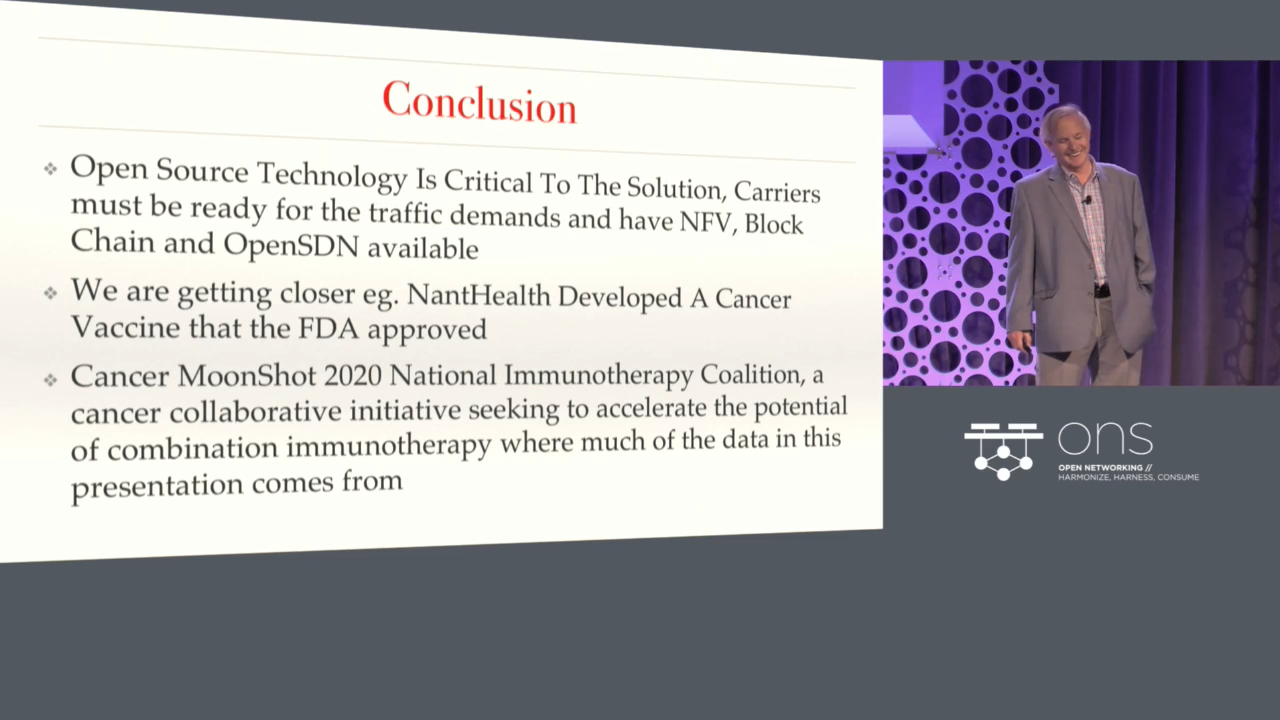 Conclusion
Open Source Technology Is Critical To The Solution, Carriers
must be ready for the traffic demands and have NFV, Block
Chain and OpenSDN available
We are getting closer eg. NantHealth Developed A Cancer
Vaccine that the FDA approved
Cancer MoonShot 2020 National Immunotherapy Coalition, a
cancer collaborative initiative seeking to accelerate the potential
of combination immunotherapy where much of the data in this
presentation comes from
ons
OPEN NETWORKING //
HARMONIZE, HARNESS, CONSUME